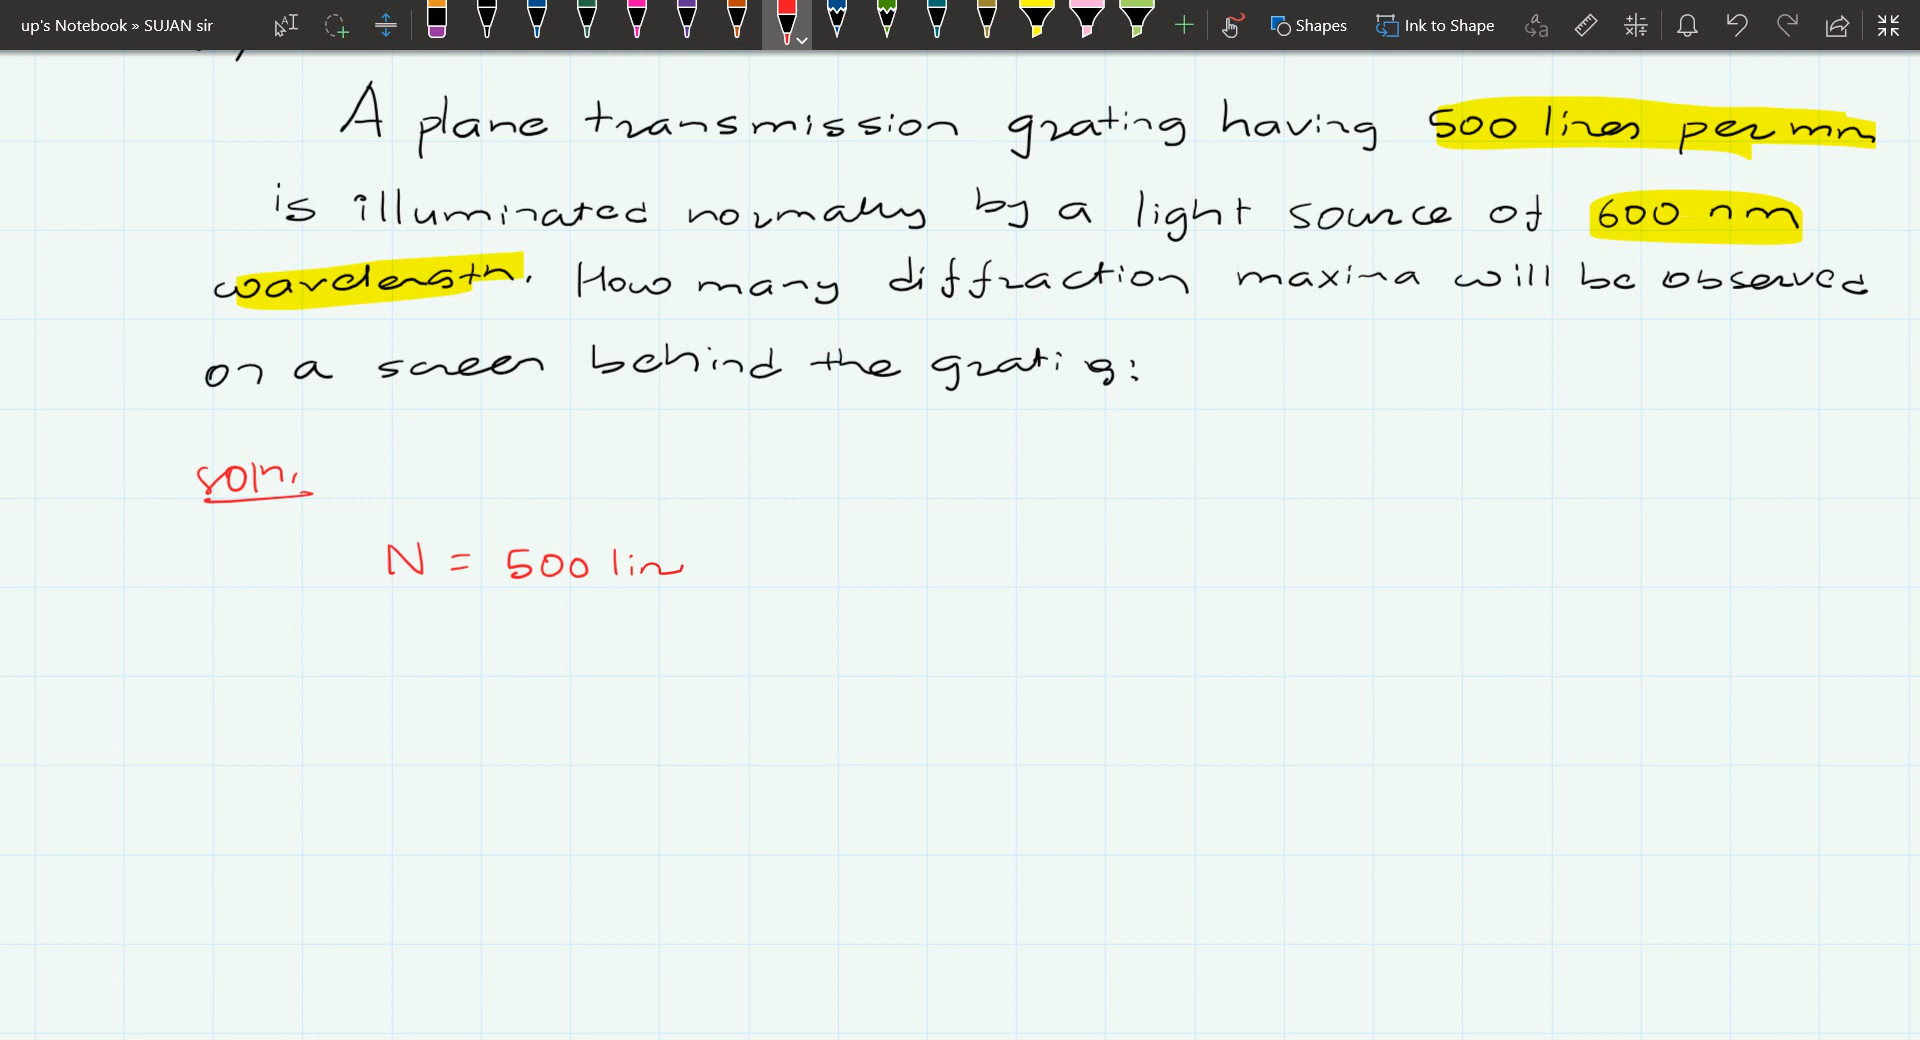 up's Notebook » SUJAN sir
Shapes
Ink to Shape
A plane transmission grating having 500 lines per mm
is illuminated normally by a light source of 600 nm
wavelength. How many diffraction maxima will be observed
on a screen behind the grating:
soln.
N = 500 lin